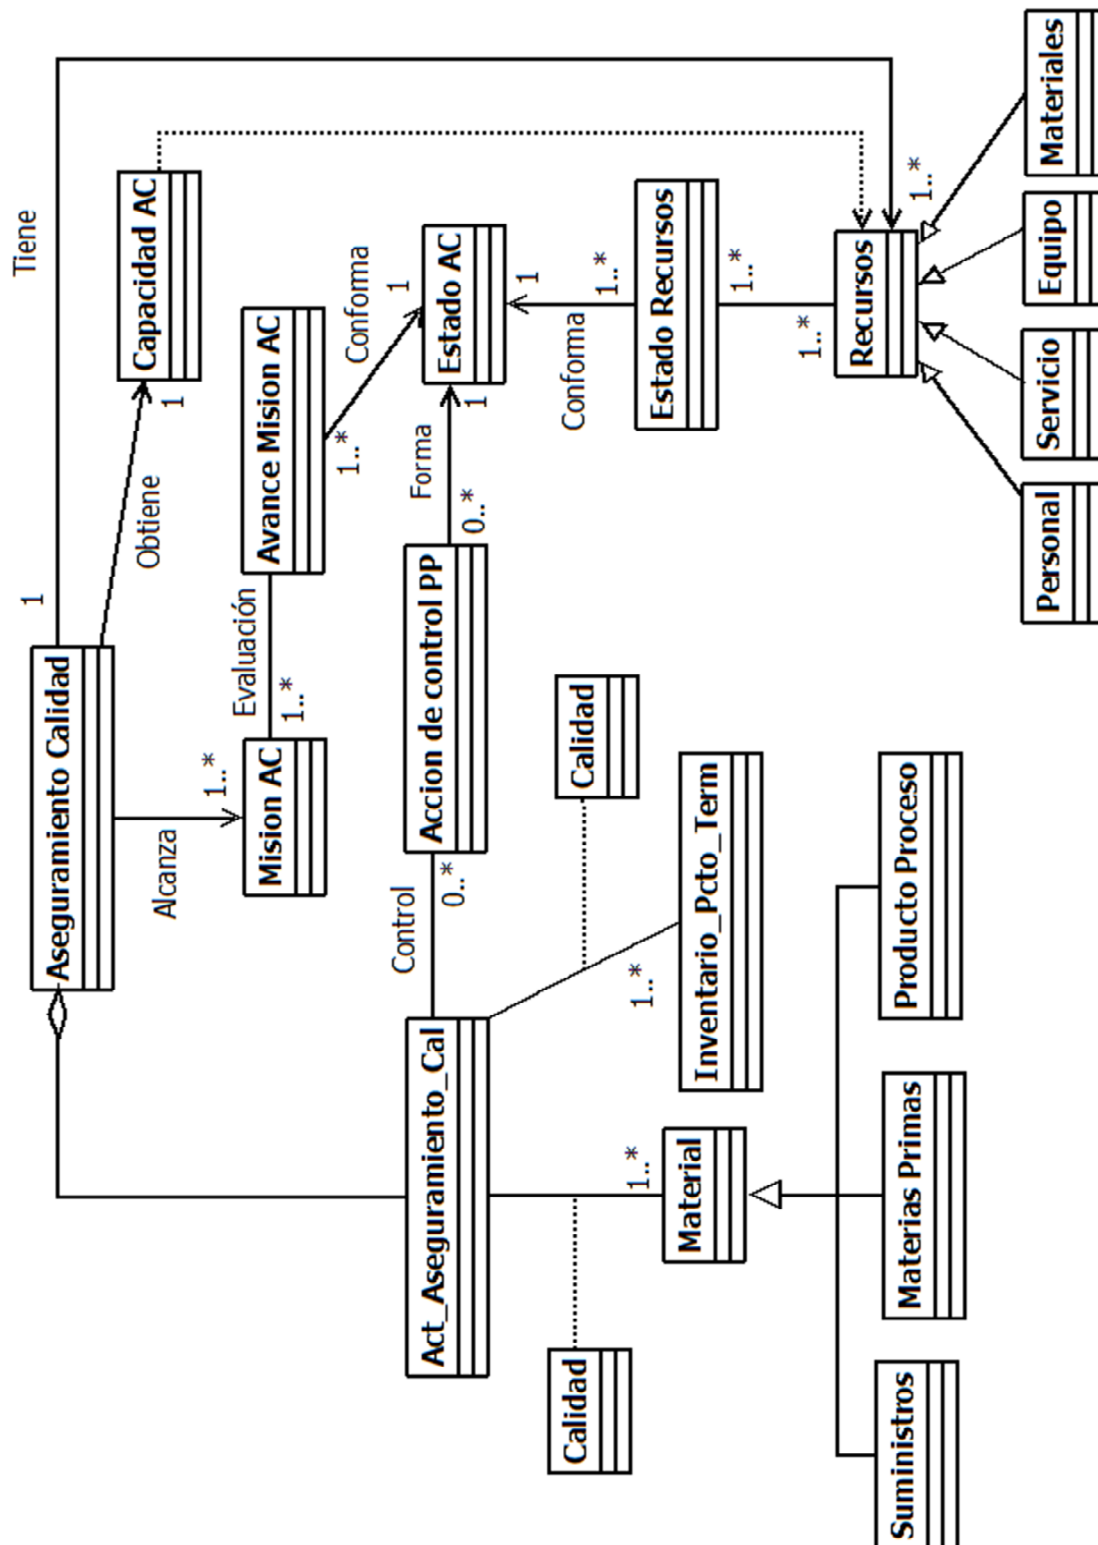 Tiene
1
Aseguramiento Calidad
Obtiene
Capacidad AC
1
Alcanza
1..*
Mision AC
Evaluación
1..*
Avance Mision AC
1..*
Conforma
1
Act_Aseguramiento_Cal
Control
0..*
Accion de control PP
Forma
0..*
1
Estado AC
1
Conforma
1..*
Calidad
Calidad
1..*
1..*
Estado Recursos
Material
Inventario_Pcto_Term
1..*
1..*
Recursos
1..*
Suministros
Materias Primas
Producto Proceso
Personal
Servicio
Equipo
Materiales